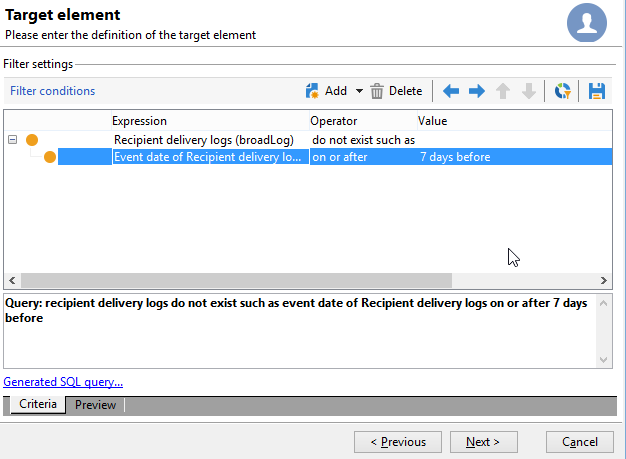 Target element
Please enter the definition of the target element
Filter settings
Filter conditions
Add
Delete
Expression Operator Value
Recipient delivery logs (broadLog) do not exist such as
Event date of Recipient delivery lo... on or after 7 days before
Query: recipient delivery logs do not exist such as event date of Recipient delivery logs on or after 7 days
before
Generated SQL query...
Criteria Preview
< Previous Next > Cancel